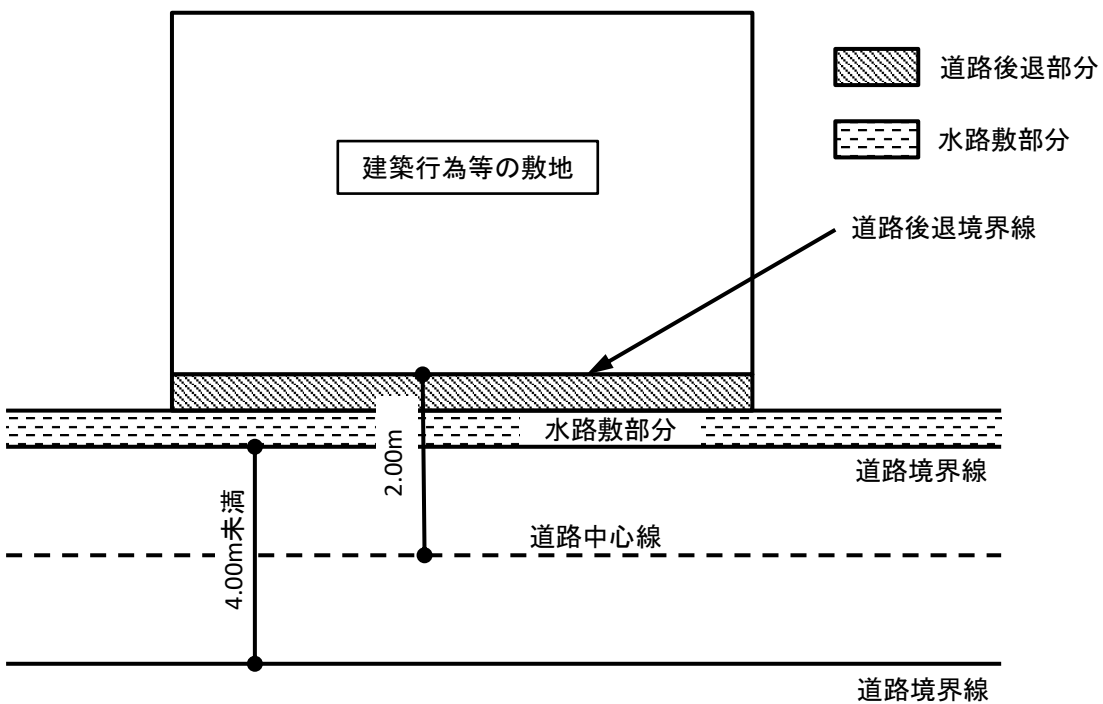 道路後退部分
水路敷部分
建築行為等の敷地
道路後退境界線
水路敷部分
2.00m
道路境界線
4.00m未満
道路中心線
道路境界線